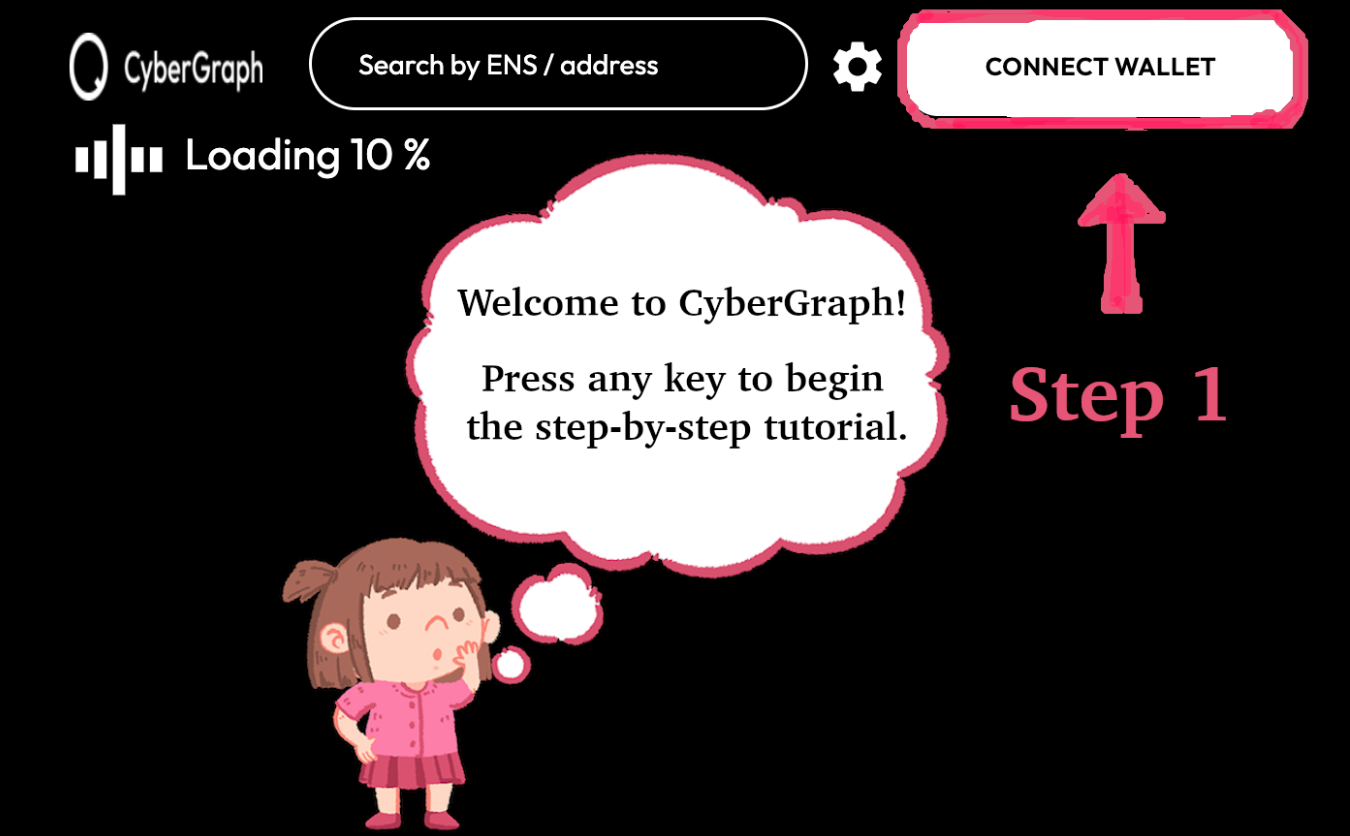 CyberGraph
Search by ENS / address
CONNECT WALLET
Loading 10 %
Welcome to CyberGraph!
Press any key to begin
the step-by-step tutorial.
Step 1